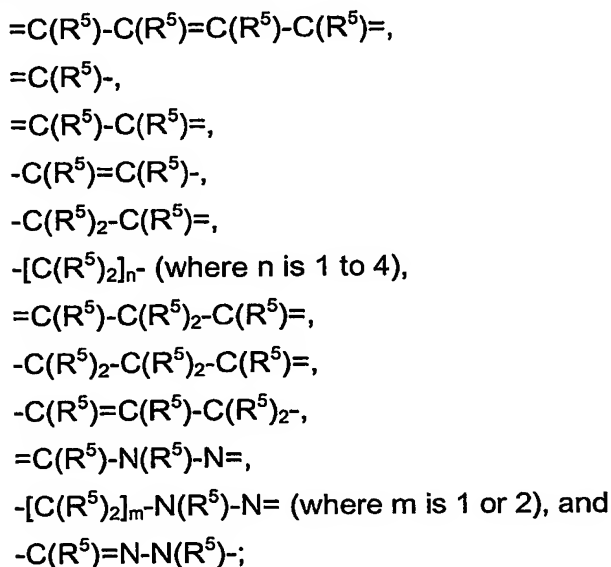 =C(R⁵)-C(R⁵)=C(R⁵)-C(R⁵)=,
=C(R⁵)-,
=C(R⁵)-C(R⁵)=,
-C(R⁵)=C(R⁵)-,
-C(R⁵)₂-C(R⁵)=,
-[C(R⁵)₂]ₙ- (where n is 1 to 4),
=C(R⁵)-C(R⁵)₂-C(R⁵)=,
-C(R⁵)₂-C(R⁵)₂-C(R⁵)=,
-C(R⁵)=C(R⁵)-C(R⁵)₂-,
=C(R⁵)-N(R⁵)-N=,
-[C(R⁵)₂]ₘ-N(R⁵)-N= (where m is 1 or 2), and
-C(R⁵)=N-N(R⁵)-;